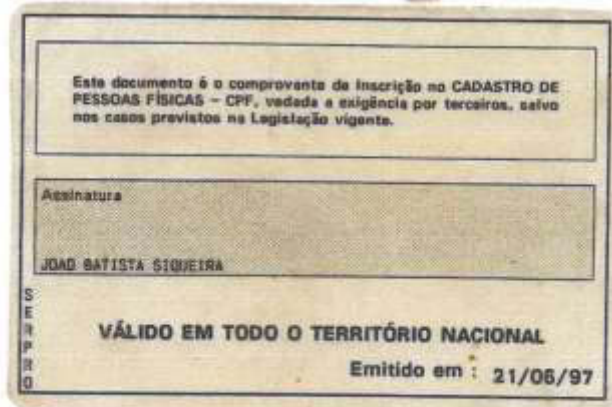 Este documento é o comprovante de Inscrição no CADASTRO DE
PESSOAS FÍSICAS – CPF, vedada a exigência por terceiros, salvo
nos casos previstos na Legislação vigente.
Assinatura
JOAO BATISTA SIQUEIRA
SERPRO
VÁLIDO EM TODO O TERRITÓRIO NACIONAL
Emitido em : 21/06/97